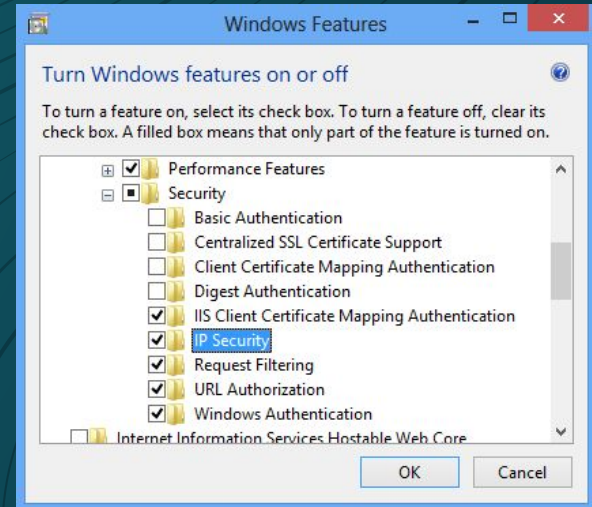 Windows Features
Turn Windows features on or off
To turn a feature on, select its check box. To turn a feature off, clear its
check box. A filled box means that only part of the feature is turned on.
Performance Features
Security
Basic Authentication
Centralized SSL Certificate Support
Client Certificate Mapping Authentication
Digest Authentication
IIS Client Certificate Mapping Authentication
IP Security
Request Filtering
URL Authorization
Windows Authentication
Internet Information Services Hostable Web Core
OK Cancel